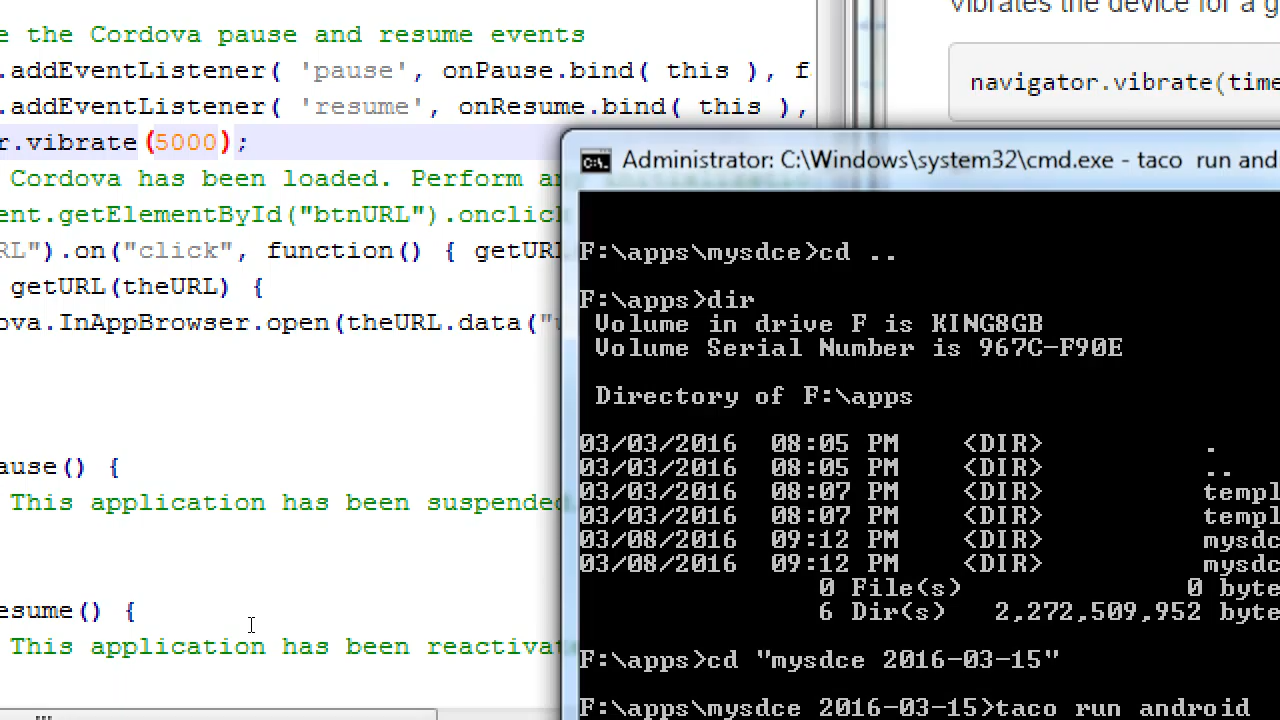 e the Cordova pause and resume events
.addEventListener( 'pause', onPause.bind( this ), f
.addEventListener( 'resume', onResume.bind( this ),
r.vibrate(5000);
Cordova has been loaded. Perform an
ent.getElementById("btnURL").onclick
RL").on("click", function() { getURL
getURL(theURL) {
ova.InAppBrowser.open(theURL.data("
ause() {
This application has been suspended
esume() {
This application has been reactivat
vibrates the device for a g
navigator.vibrate(time
Administrator: C:\Windows\system32\cmd.exe - taco run and
F:\apps\mysdce>cd ..
F:\apps>dir
Volume in drive F is KING8GB
Volume Serial Number is 967C-F90E
Directory of F:\apps
03/03/2016 08:05 PM <DIR> .
03/03/2016 08:05 PM <DIR> ..
03/03/2016 08:07 PM <DIR> templ
03/03/2016 08:07 PM <DIR> templ
03/08/2016 09:12 PM <DIR> mysdc
03/08/2016 09:12 PM <DIR> mysdc
0 File(s) 0 byte
6 Dir(s) 2,272,509,952 byte
F:\apps>cd "mysdce 2016-03-15"
F:\apps\mysdce 2016-03-15>taco run android